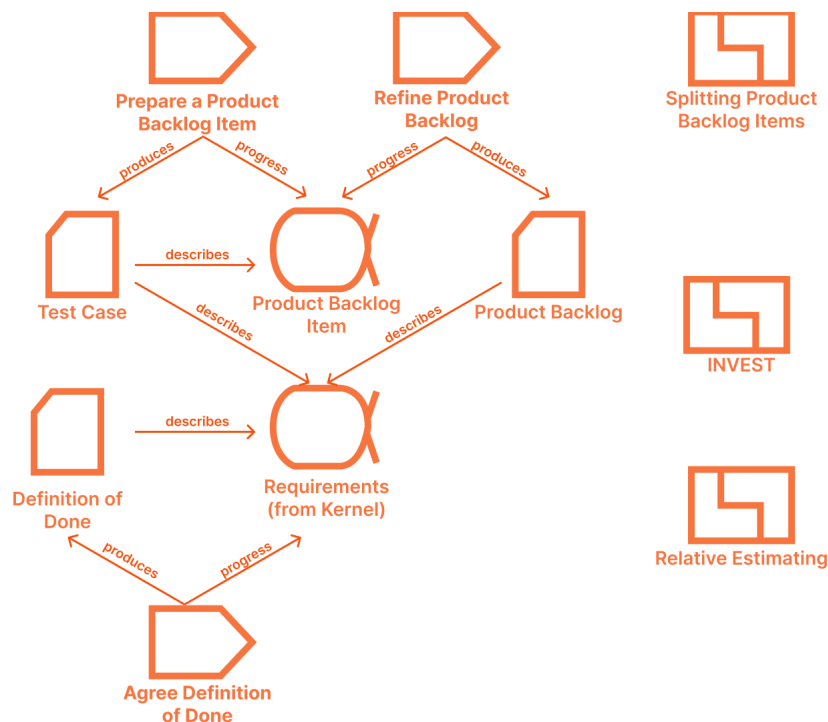 Prepare a Product
Backlog Item
Refine Product
Backlog
Splitting Product
Backlog Items
produces
progress
progress
produces
Test Case
describes
Product Backlog
Item
Product Backlog
describes
describes
INVEST
Definition of
Done
describes
Requirements
(from Kernel)
Relative Estimating
produces
progress
Agree Definition
of Done